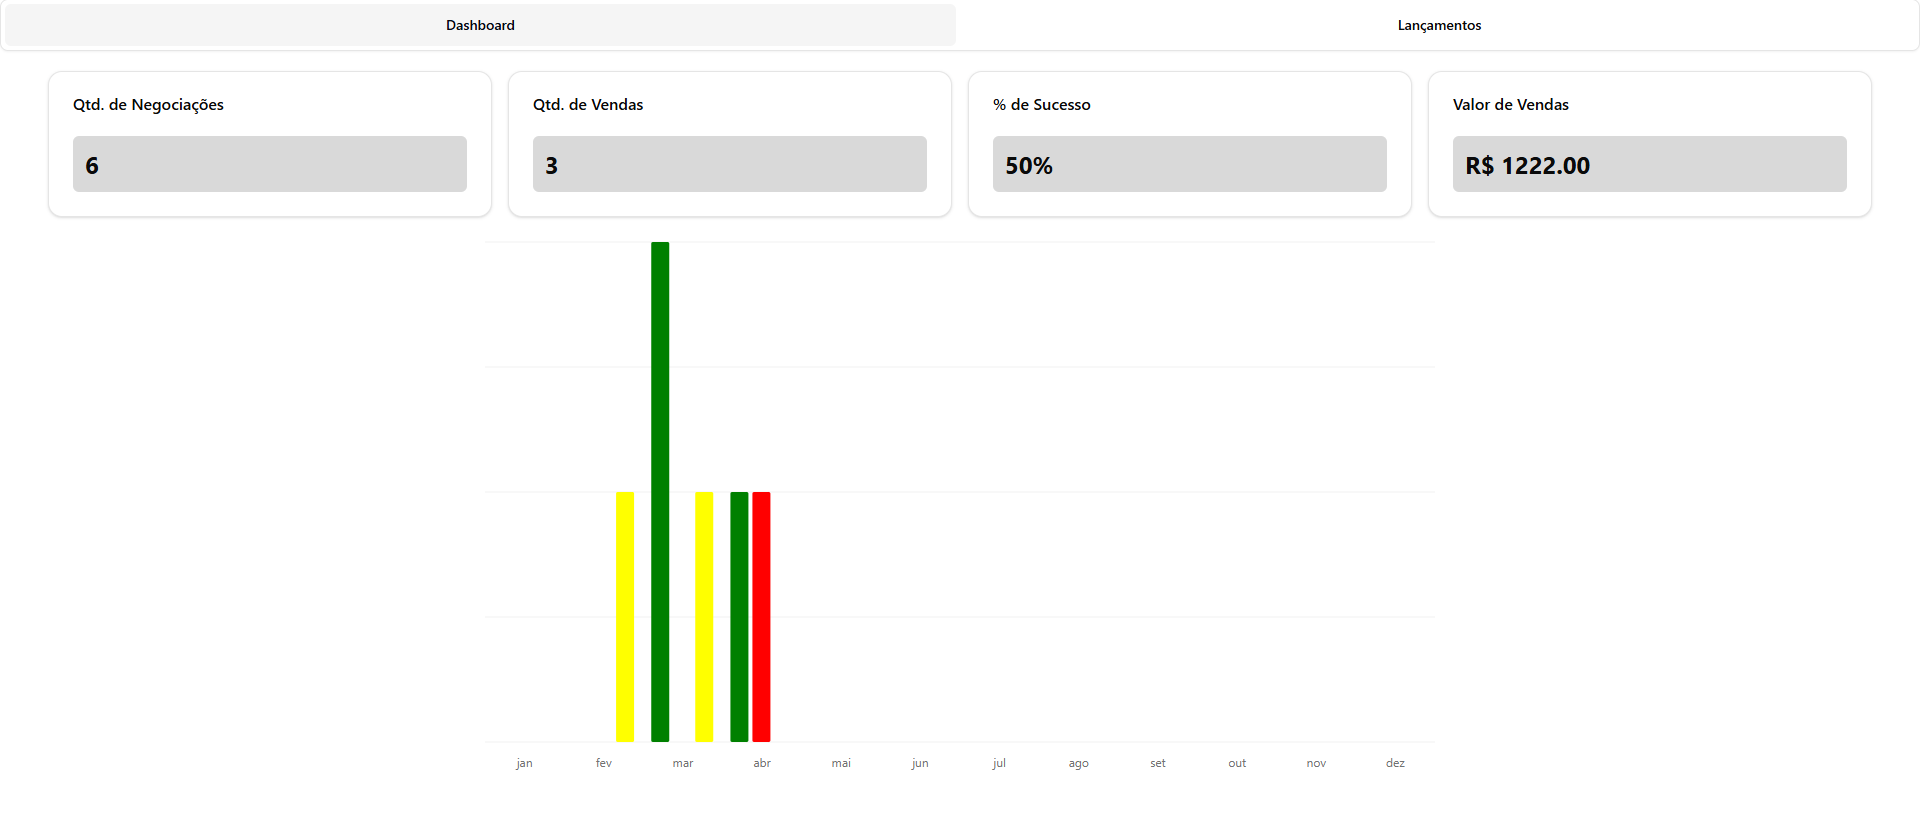 Dashboard
Lançamentos
Qtd. de Negociações
6
Qtd. de Vendas
3
% de Sucesso
50%
Valor de Vendas
R$ 1222.00
jan
fev
mar
abr
mai
jun
jul
ago
set
out
nov
dez